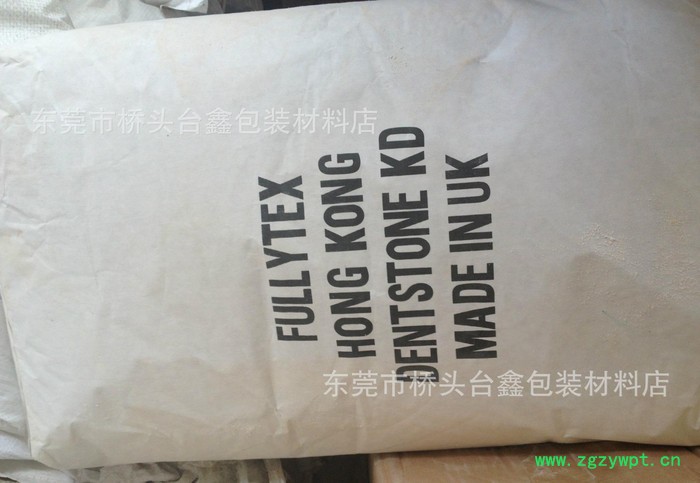 东莞市桥头台鑫包装材料店
FULLYTEX
HONG KONG
DENTSTONE KD
MADE IN UK
东莞市桥头台鑫包装材料店
www.zgzywpt.cn